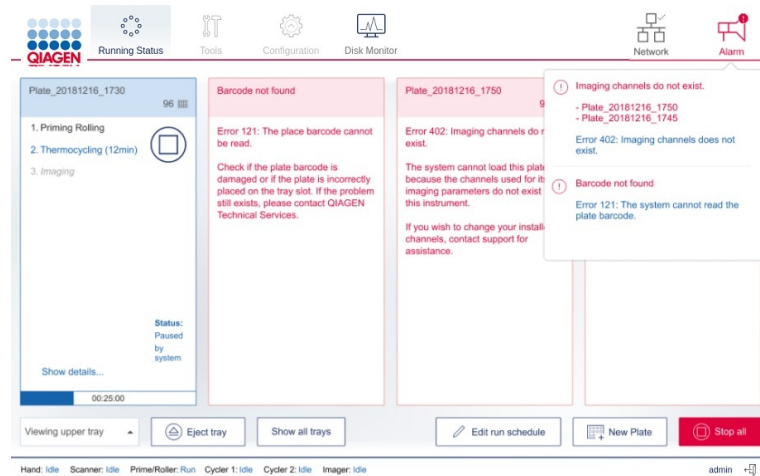 QIAGEN
Running Status
Tools
Configuration
Disk Monitor
Network
Alarm
Plate_20181216_1730
96
1. Priming Rolling
2. Thermocycling (12min)
3. Imaging
Status:
Paused
by
system
Show details...
00:25:00
Barcode not found
Error 121: The place barcode cannot
be read.
Check if the plate barcode is
damaged or if the plate is incorrectly
placed on the tray slot. If the problem
still exists, please contact QIAGEN
Technical Services.
Plate_20181216_1750
9
Error 402: Imaging channels do
exist.
The system cannot load this plate
because the channels used for its
imaging parameters do not exist
this instrument.
If you wish to change your install
channels, contact support for
assistance.
Imaging channels do not exist.
- Plate_20181216_1750
- Plate_20181216_1745
Error 402: Imaging channels does not
exist.
Barcode not found
Error 121: The system cannot read the
plate barcode.
Viewing upper tray
Eject tray
Show all trays
Edit run schedule
New Plate
Stop all
Hand: Idle Scanner: Idle Prime/Roller: Run Cycler 1: Idle Cycler 2: Idle Imager: Idle
admin